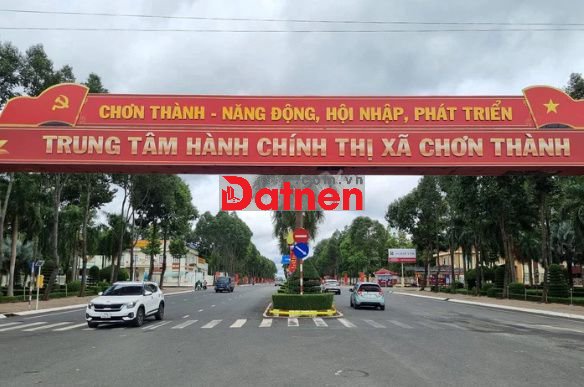 CHƠN THÀNH - NĂNG ĐỘNG, HỘI NHẬP, PHÁT TRIỂN
TRUNG TÂM HÀNH CHÍNH THỊ XÃ CHƠN THÀNH
Datnen